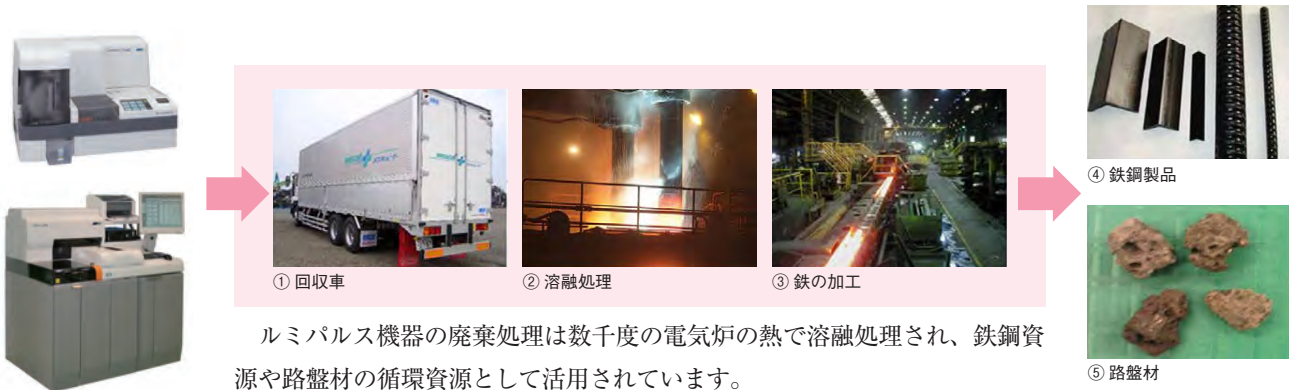 ① 回収車
② 溶融処理
③ 鉄の加工
④ 鉄鋼製品
⑤ 路盤材
ルミパルス機器の廃棄処理は数千度の電気炉の熱で溶融処理され、鉄鋼資
源や路盤材の循環資源として活用されています。